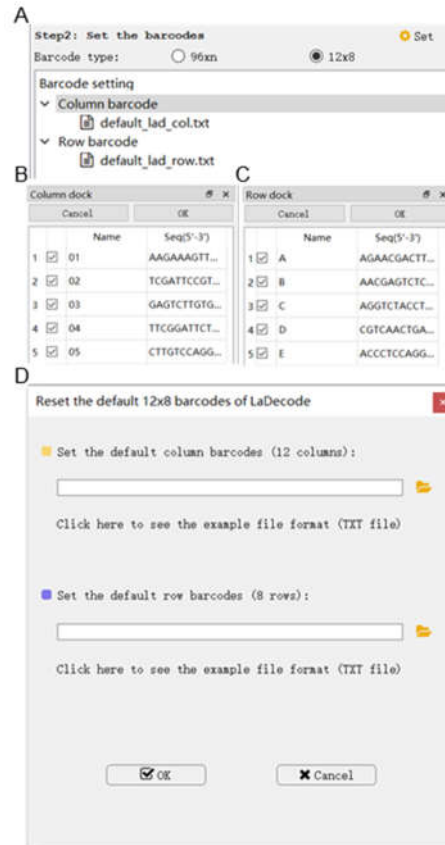 A
Step2: Set the barcodes
Set
Barcode type:
96xn
12x8
Barcode setting
Column barcode
default_lad_col.txt
Row barcode
default_lad_row.txt
B
Column dock
Cancel
OK
Name
Seq(5'-3')
1 01 AAGAAAGTT...
2 02 TCGATTCCGT...
3 03 GAGTCTTGTG...
4 04 TTCGGATTCT...
5 05 CTTGTCCAGG...
C
Row dock
Cancel
OK
Name
Seq(5'-3')
1 A AGAACGACTT...
2 B AACGAGTCTC...
3 C AGGTCTACCT...
4 D CGTCAACTGA...
5 E ACCCTCCAGG...
D
Reset the default 12x8 barcodes of LaDecode
Set the default column barcodes (12 columns):
Click here to see the example file format (TXT file)
Set the default row barcodes (8 rows):
Click here to see the example file format (TXT file)
OK
Cancel